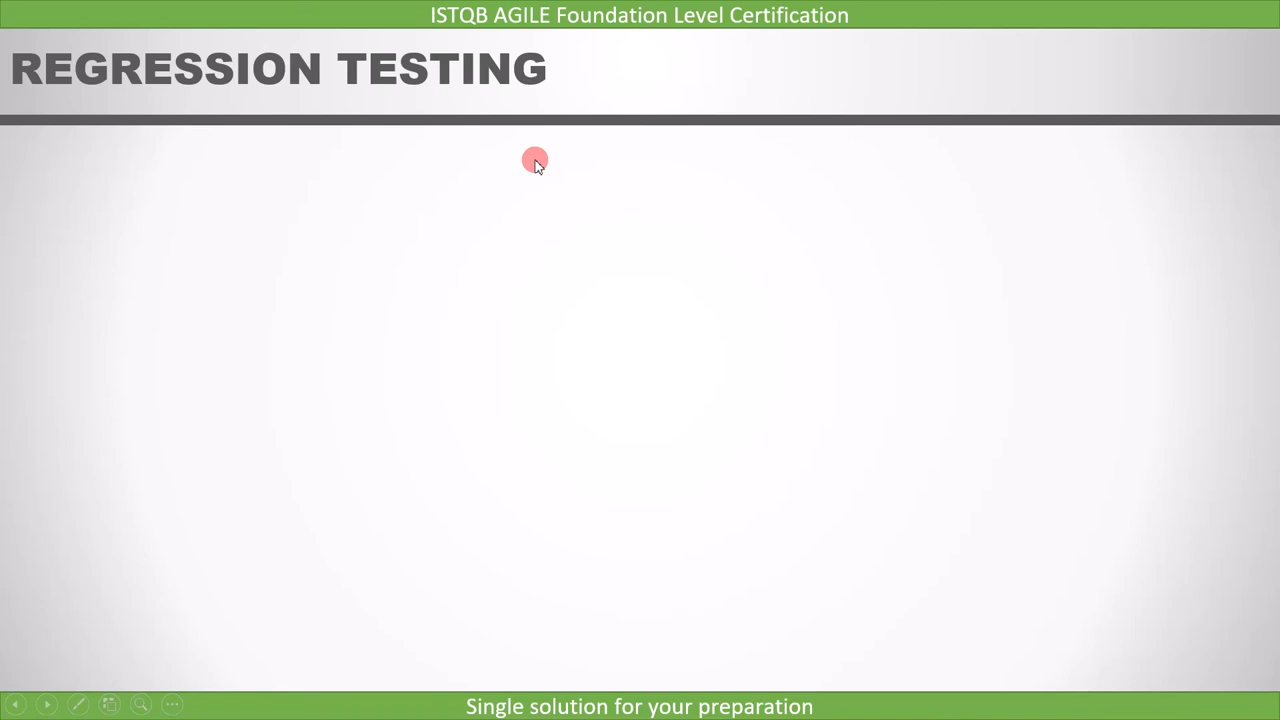 ISTQB AGILE Foundation Level Certification
REGRESSION TESTING
Single solution for your preparation